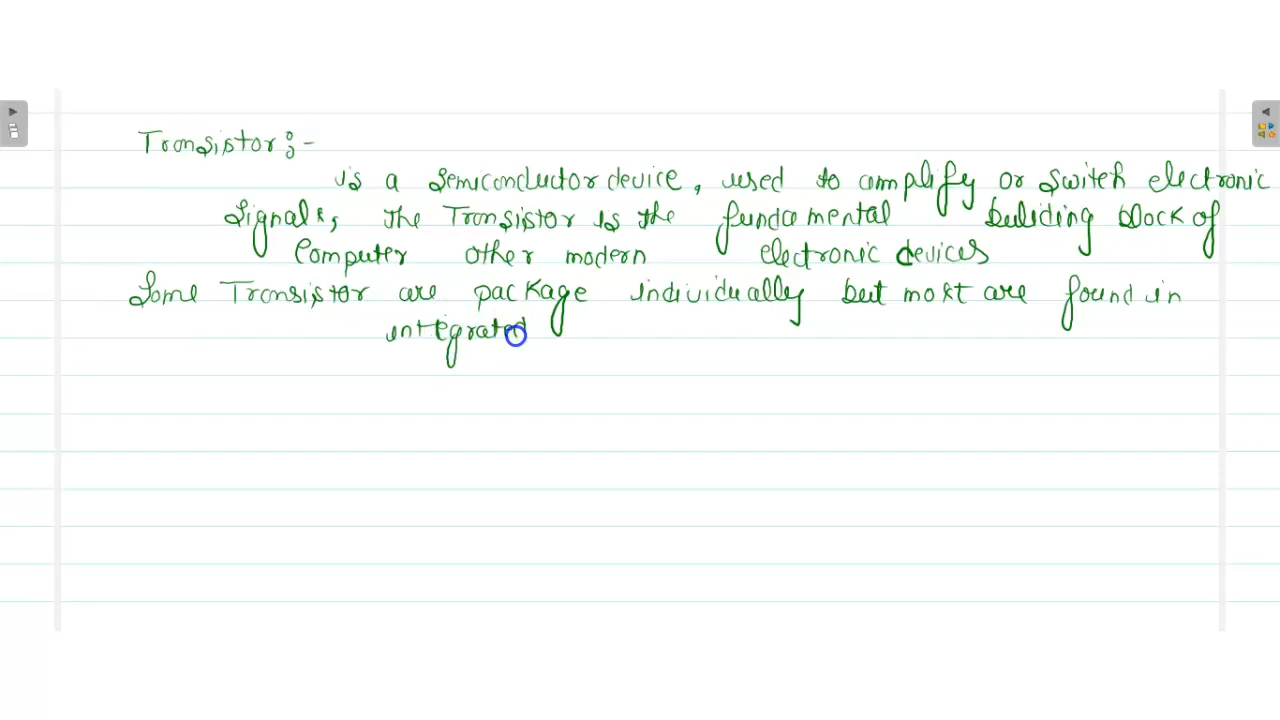 Transistor:-
is a semiconductor device, used to amplify or switch electronic
signals, the Transistor is the fundamental buliding block of
computer other modern electronic devices
Some Transistor are package individually but most are found in
integrated